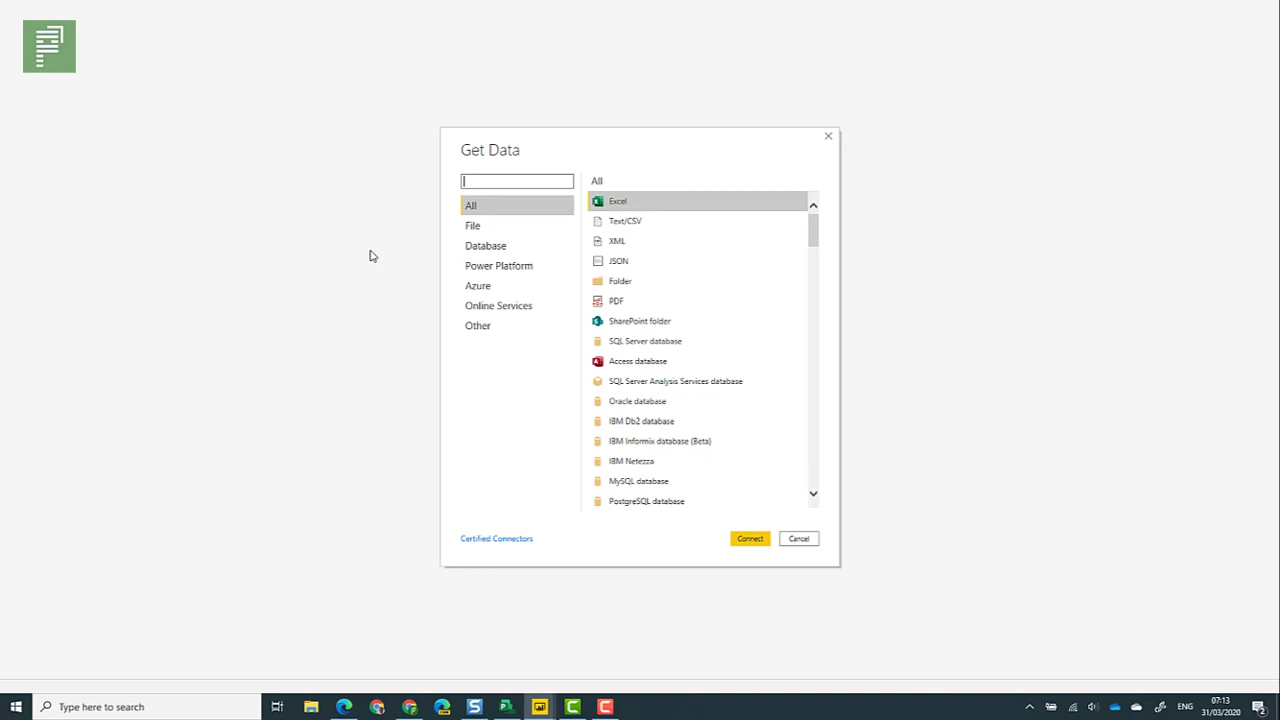 Get Data
All
File
Database
Power Platform
Azure
Online Services
Other
All
Excel
Text/CSV
XML
JSON
Folder
PDF
SharePoint folder
SQL Server database
Access database
SQL Server Analysis Services database
Oracle database
IBM Db2 database
IBM Informix database (Beta)
IBM Netezza
MySQL database
PostgreSQL database
Certified Connectors
Connect
Cancel
Type here to search
ENG
07:13
31/03/2020
2